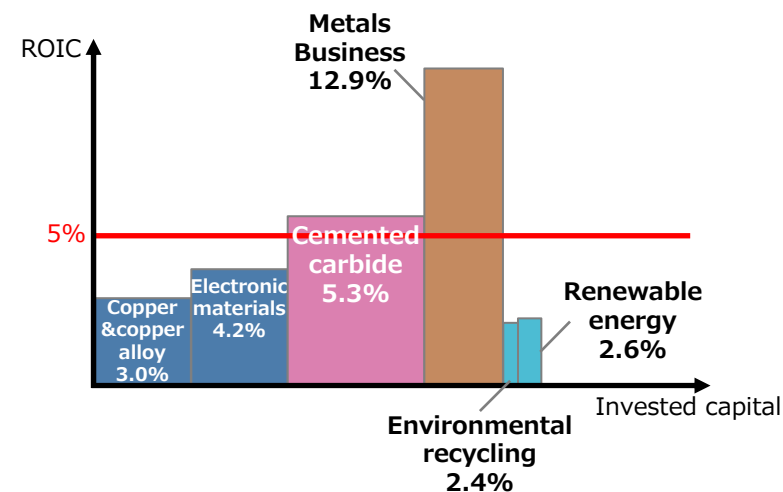 Metals
Business
12.9%
ROIC
5%
Cemented
carbide
5.3%
Electronic
materials
4.2%
Copper
&copper
alloy
3.0%
Renewable
energy
2.6%
Invested capital
Environmental
recycling
2.4%